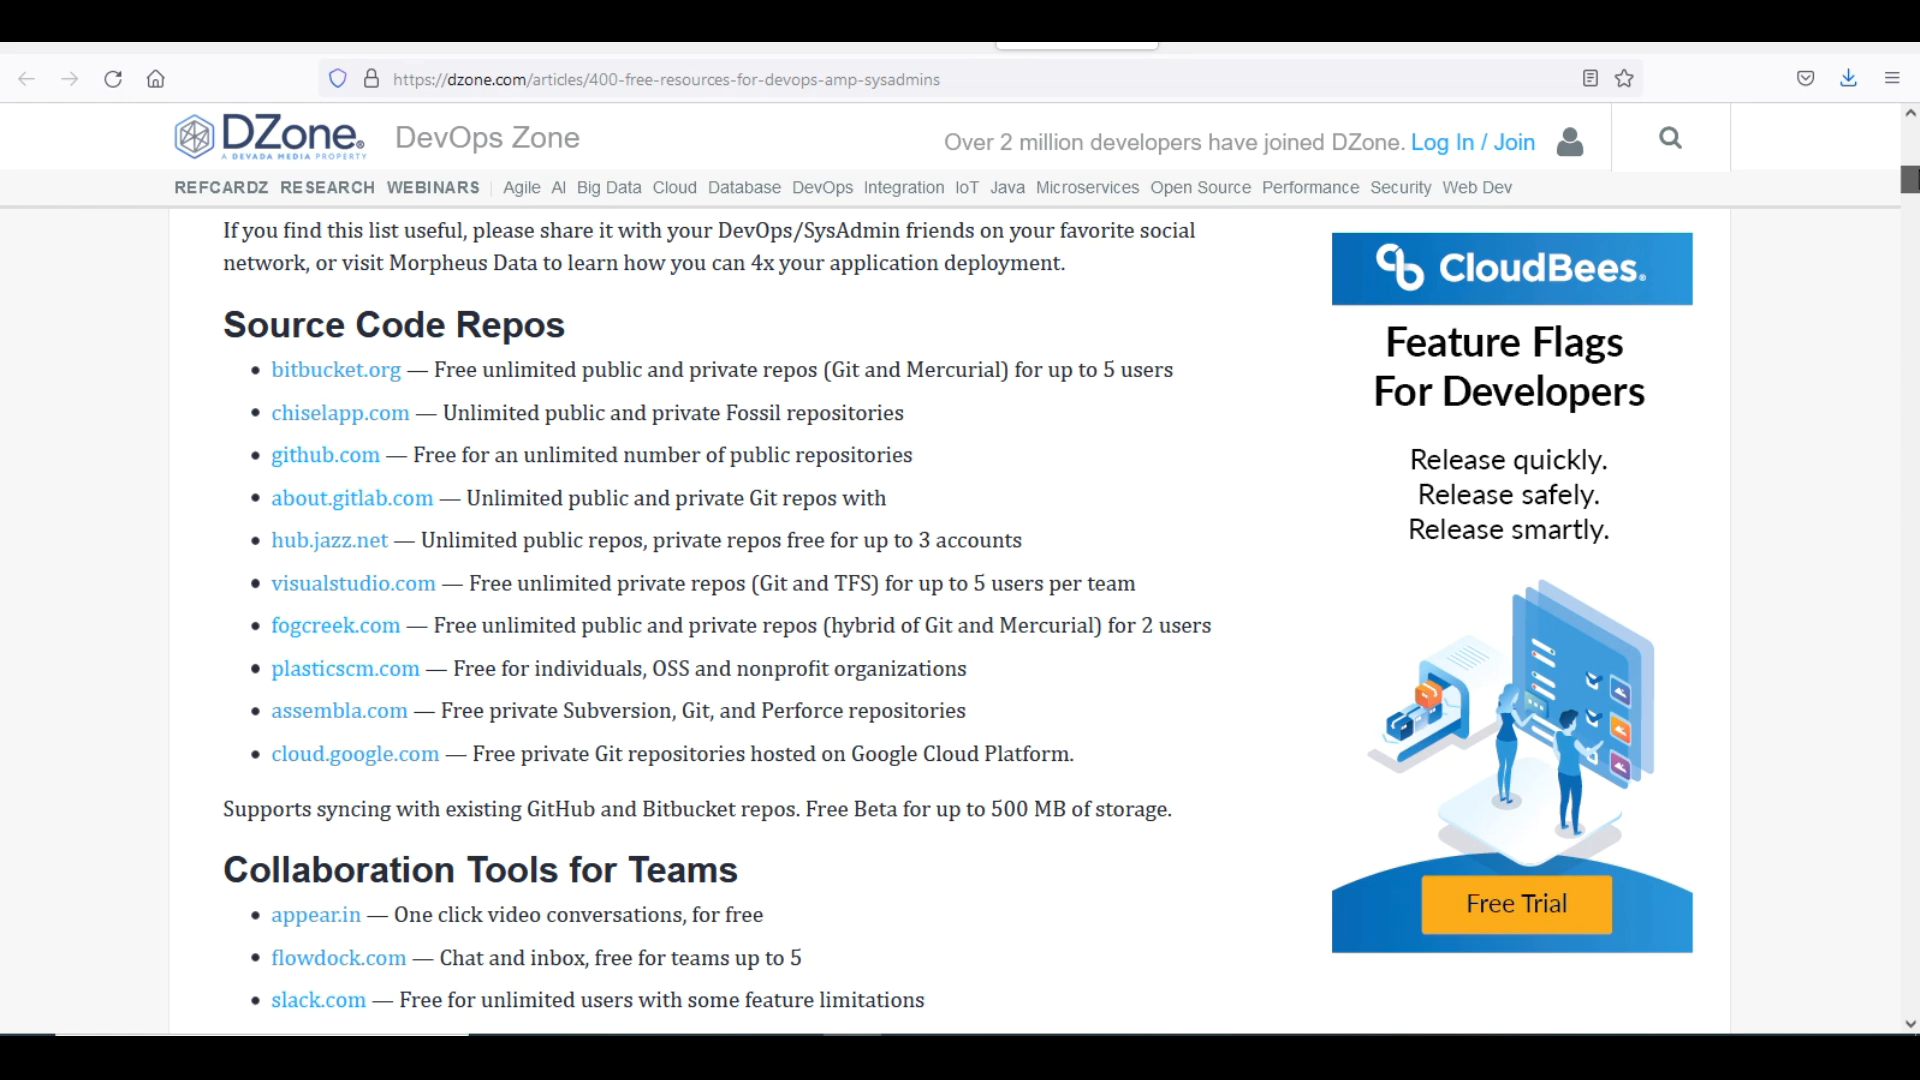 https://dzone.com/articles/400-free-resources-for-devops-amp-sysadmins
DZone.
A DEVADA MEDIA PROPERTY
DevOps Zone
Over 2 million developers have joined DZone. Log In / Join
REFCARDZ RESEARCH WEBINARS Agile AI Big Data Cloud Database DevOps Integration IoT Java Microservices Open Source Performance Security Web Dev
If you find this list useful, please share it with your DevOps/SysAdmin friends on your favorite social
network, or visit Morpheus Data to learn how you can 4x your application deployment.
Source Code Repos
• bitbucket.org — Free unlimited public and private repos (Git and Mercurial) for up to 5 users
• chiselapp.com — Unlimited public and private Fossil repositories
• github.com — Free for an unlimited number of public repositories
• about.gitlab.com — Unlimited public and private Git repos with
• hub.jazz.net — Unlimited public repos, private repos free for up to 3 accounts
• visualstudio.com — Free unlimited private repos (Git and TFS) for up to 5 users per team
• fogcreek.com — Free unlimited public and private repos (hybrid of Git and Mercurial) for 2 users
• plasticscm.com — Free for individuals, OSS and nonprofit organizations
• assembla.com — Free private Subversion, Git, and Perforce repositories
• cloud.google.com — Free private Git repositories hosted on Google Cloud Platform.
Supports syncing with existing GitHub and Bitbucket repos. Free Beta for up to 500 MB of storage.
Collaboration Tools for Teams
• appear.in — One click video conversations, for free
• flowdock.com — Chat and inbox, free for teams up to 5
• slack.com — Free for unlimited users with some feature limitations
CloudBees.
Feature Flags
For Developers
Release quickly.
Release safely.
Release smartly.
Free Trial